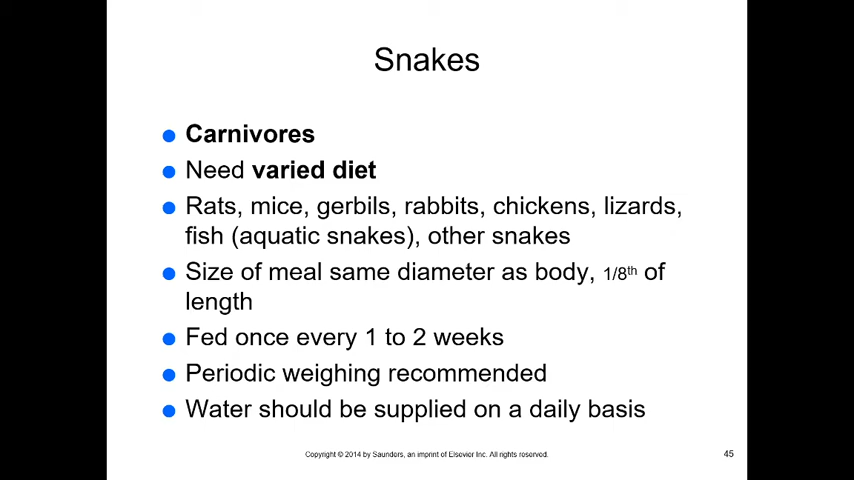 Snakes
Carnivores
Need varied diet
Rats, mice, gerbils, rabbits, chickens, lizards,
fish (aquatic snakes), other snakes
Size of meal same diameter as body, 1/8th of
length
Fed once every 1 to 2 weeks
Periodic weighing recommended
Water should be supplied on a daily basis
Copyright © 2014 by Saunders, an imprint of Elsevier Inc. All rights reserved.
45